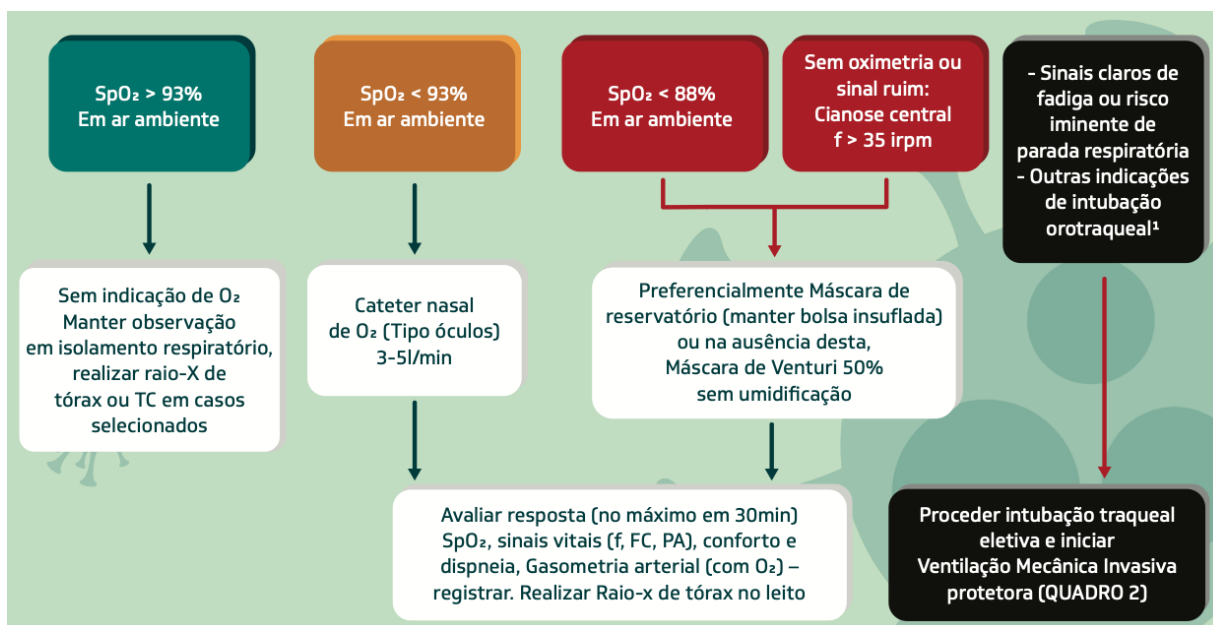 SpO₂ > 93%
Em ar ambiente
SpO₂ < 93%
Em ar ambiente
SpO₂ < 88%
Em ar ambiente
Sem oximetria ou
sinal ruim:
Cianose central
f > 35 irpm
- Sinais claros de
fadiga ou risco
iminente de
parada respiratória
- Outras indicações
de intubação
orotraqueal¹
Sem indicação de O₂
Manter observação
em isolamento respiratório,
realizar raio-X de
tórax ou TC em casos
selecionados
Cateter nasal
de O₂ (Tipo óculos)
3-5l/min
Preferencialmente Máscara de
reservatório (manter bolsa insuflada)
ou na ausência desta,
Máscara de Venturi 50%
sem umidificação
Avaliar resposta (no máximo em 30min)
SpO₂, sinais vitais (f, FC, PA), conforto e
dispneia, Gasometria arterial (com O₂) –
registrar. Realizar Raio-x de tórax no leito
Proceder intubação traqueal
eletiva e iniciar
Ventilação Mecânica Invasiva
protetora (QUADRO 2)